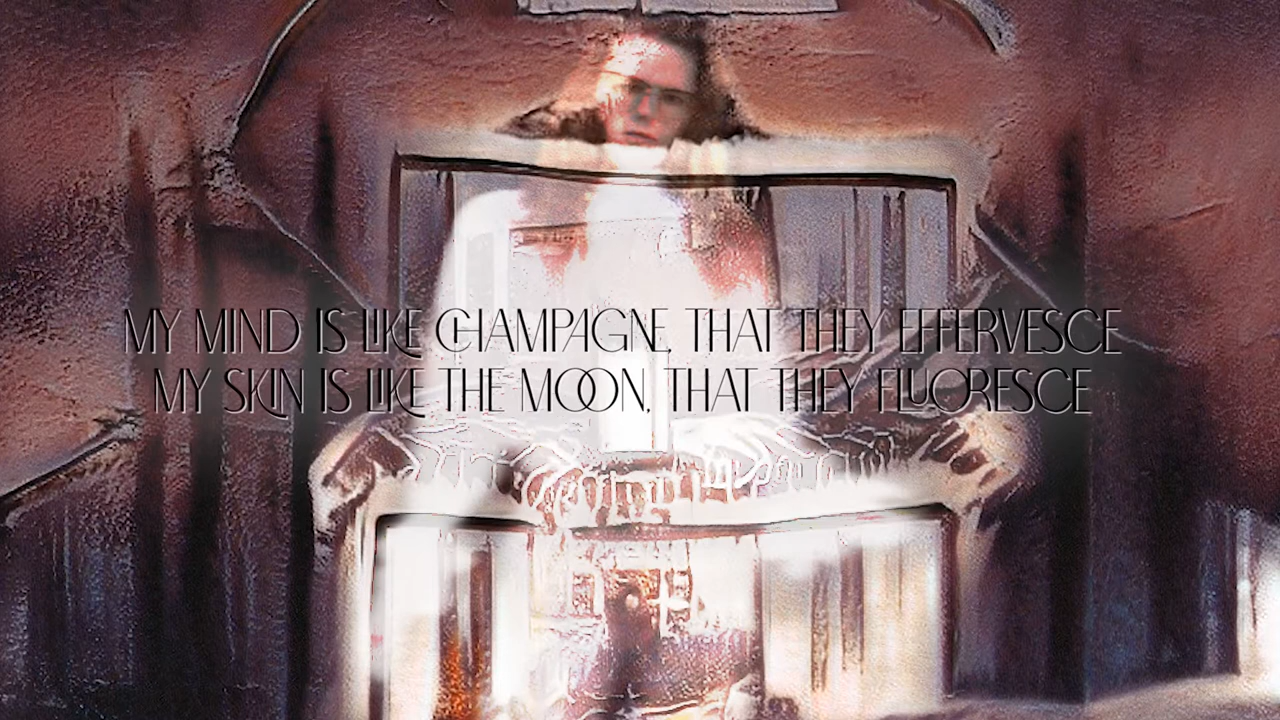 MY MIND IS LIKE CHAMPAGNE, THAT THEY EFFERVESCE
MY SKIN IS LIKE THE MOON, THAT THEY FLUORESCE